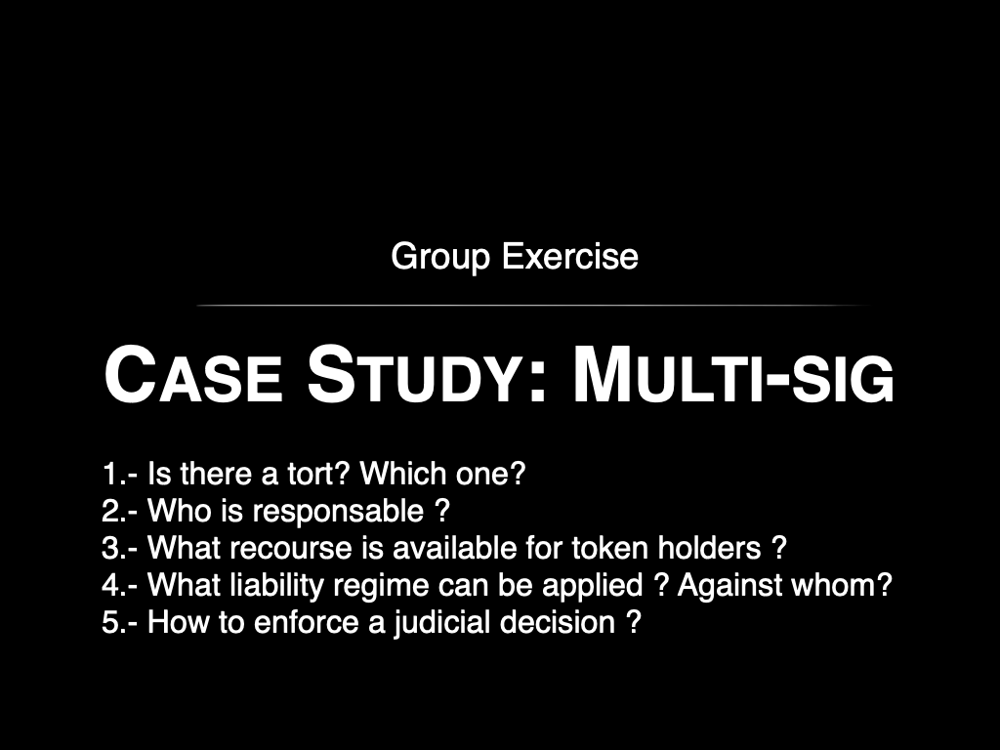 Group Exercise
Case Study: Multi-sig
1.- Is there a tort? Which one?
2.- Who is responsable ?
3.- What recourse is available for token holders ?
4.- What liability regime can be applied ? Against whom?
5.- How to enforce a judicial decision ?